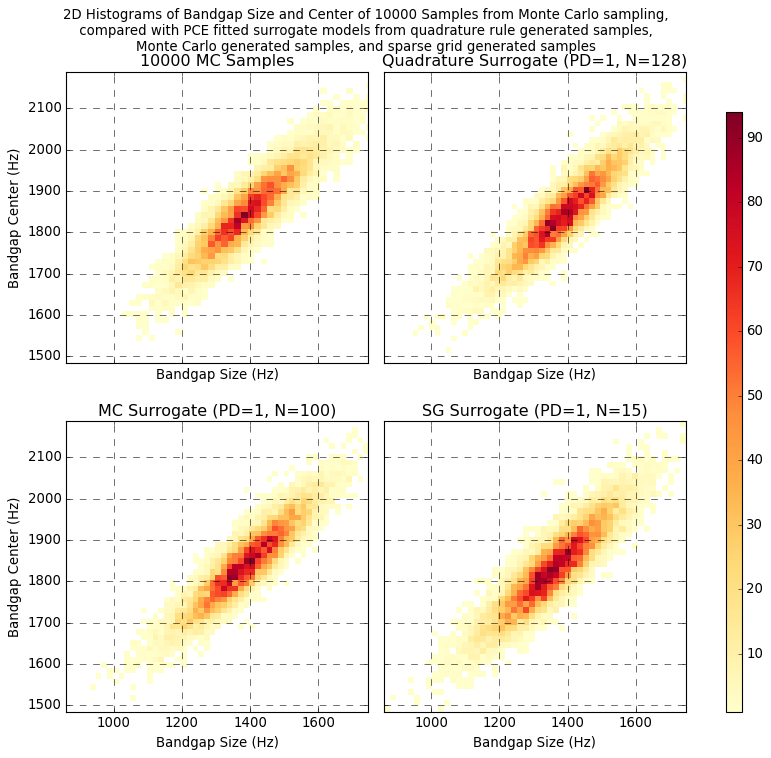 2D Histograms of Bandgap Size and Center of 10000 Samples from Monte Carlo sampling,
compared with PCE fitted surrogate models from quadrature rule generated samples,
Monte Carlo generated samples, and sparse grid generated samples
10000 MC Samples
Quadrature Surrogate (PD=1, N=128)
Bandgap Center (Hz)
2100
2000
1900
1800
1700
1600
1500
Bandgap Size (Hz)
Bandgap Size (Hz)
MC Surrogate (PD=1, N=100)
SG Surrogate (PD=1, N=15)
Bandgap Center (Hz)
2100
2000
1900
1800
1700
1600
1500
1000 1200 1400 1600
Bandgap Size (Hz)
1000 1200 1400 1600
Bandgap Size (Hz)
90
80
70
60
50
40
30
20
10